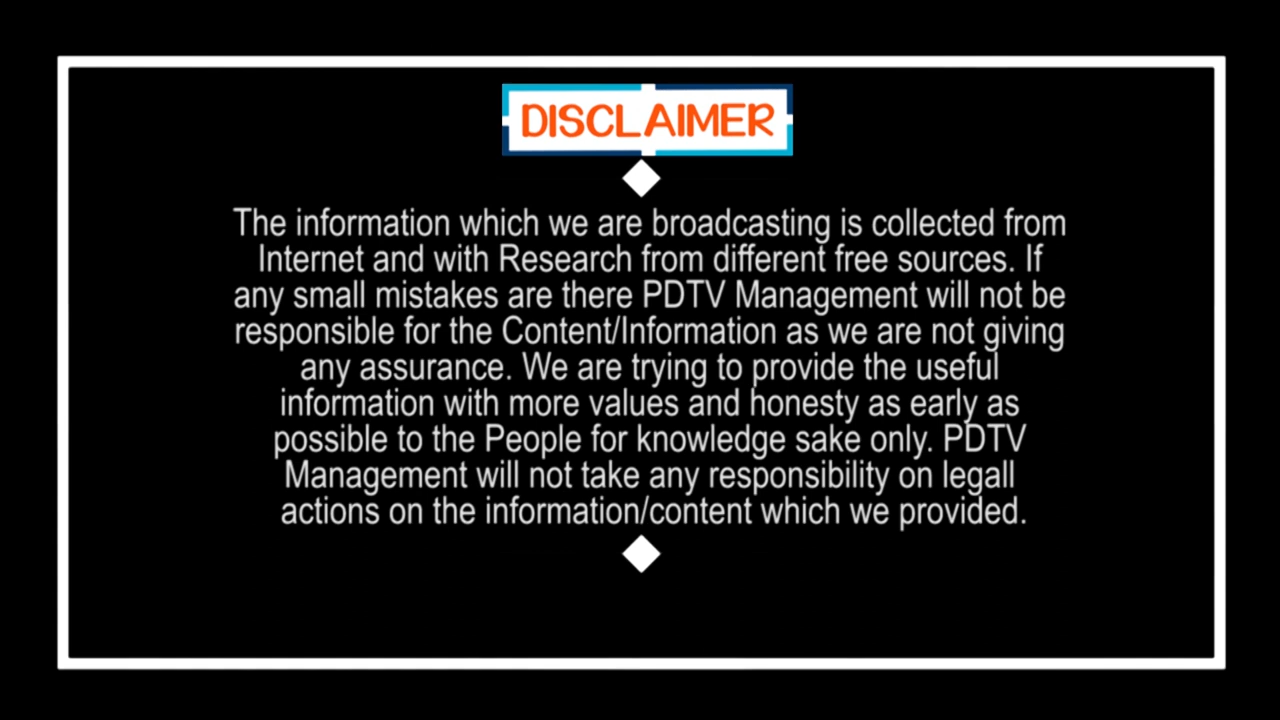 DISCLAIMER
The information which we are broadcasting is collected from
Internet and with Research from different free sources. If
any small mistakes are there PDTV Management will not be
responsible for the Content/Information as we are not giving
any assurance. We are trying to provide the useful
information with more values and honesty as early as
possible to the People for knowledge sake only. PDTV
Management will not take any responsibility on legall
actions on the information/content which we provided.